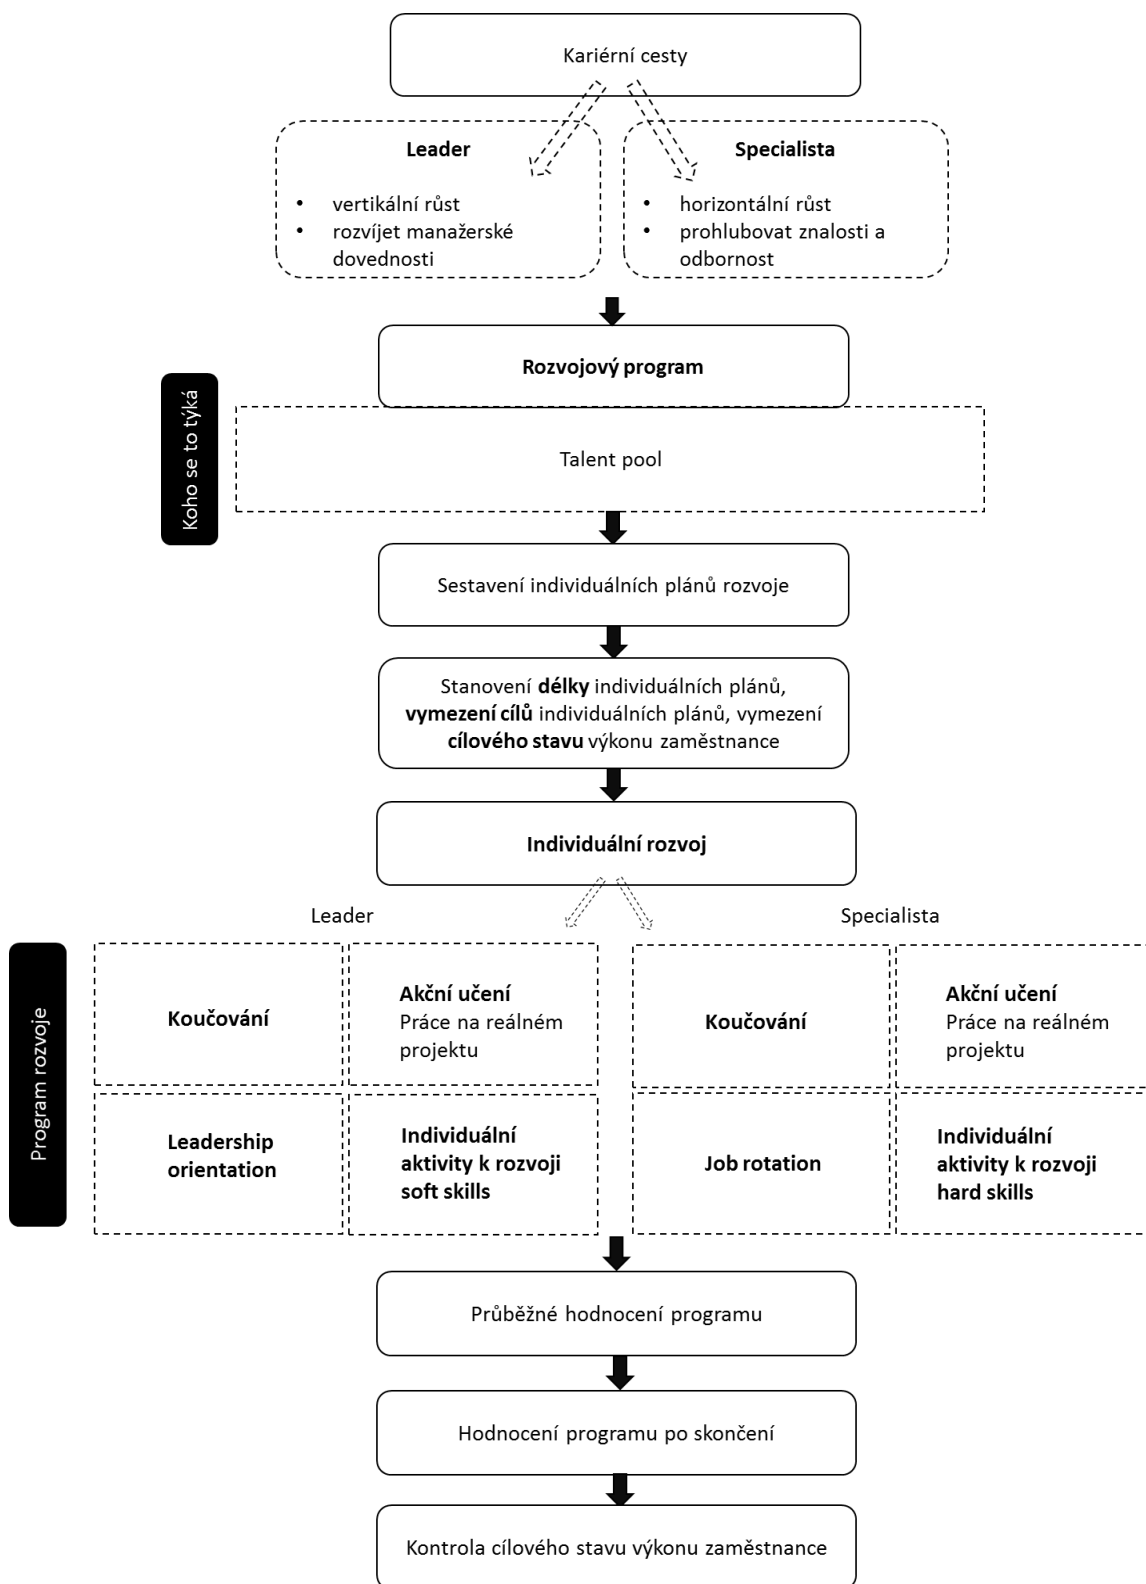 Kariérní cesty
Leader
• vertikální růst
• rozvíjet manažerské
dovednosti
Specialista
• horizontální růst
• prohlubovat znalosti a
odbornost
Rozvojový program
Koho se to týká
Talent pool
Sestavení individuálních plánů rozvoje
Stanovení délky individuálních plánů,
vymezení cílů individuálních plánů, vymezení
cílového stavu výkonu zaměstnance
Individuální rozvoj
Leader
Specialista
Program rozvoje
Koučování
Akční učení
Práce na reálném
projektu
Leadership
orientation
Individuální
aktivity k rozvoji
soft skills
Koučování
Akční učení
Práce na reálném
projektu
Job rotation
Individuální
aktivity k rozvoji
hard skills
Průběžné hodnocení programu
Hodnocení programu po skončení
Kontrola cílového stavu výkonu zaměstnance